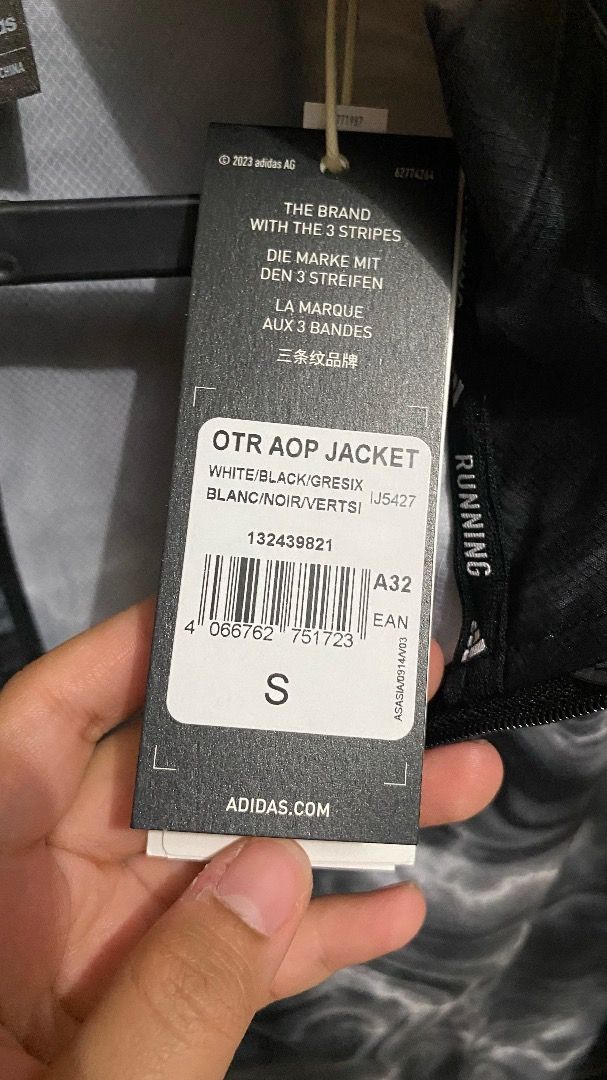 CHINA
771997
© 2023 adidas AG
62774264
THE BRAND
WITH THE 3 STRIPES
DIE MARKE MIT
DEN 3 STREIFEN
LA MARQUE
AUX 3 BANDES
三条纹品牌
OTR AOP JACKET
WHITE/BLACK/GRESIX
BLANC/NOIR/VERTSI
IJ5427
132439821
A32
EAN
4 066762 751723
S
ASASIA/0914/V03
ADIDAS.COM
RUNNING